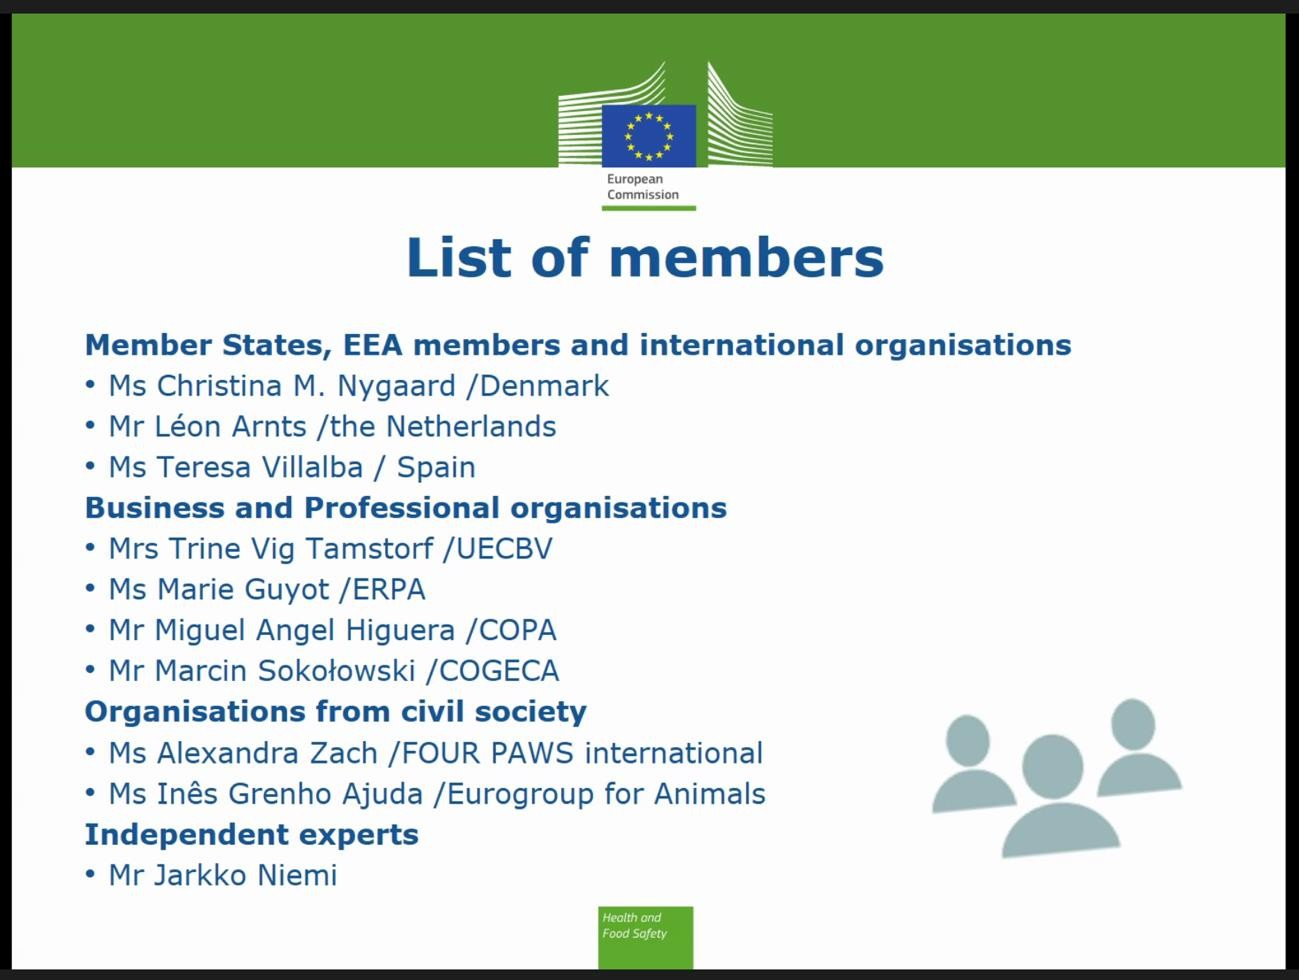 European
Commission
List of members
Member States, EEA members and international organisations
• Ms Christina M. Nygaard /Denmark
• Mr Léon Arnts /the Netherlands
• Ms Teresa Villalba / Spain
Business and Professional organisations
• Mrs Trine Vig Tamstorf /UECBV
• Ms Marie Guyot /ERPA
• Mr Miguel Angel Higuera /COPA
• Mr Marcin Sokołowski /COGECA
Organisations from civil society
• Ms Alexandra Zach /FOUR PAWS international
• Ms Inês Grenho Ajuda /Eurogroup for Animals
Independent experts
• Mr Jarkko Niemi
Health and
Food Safety